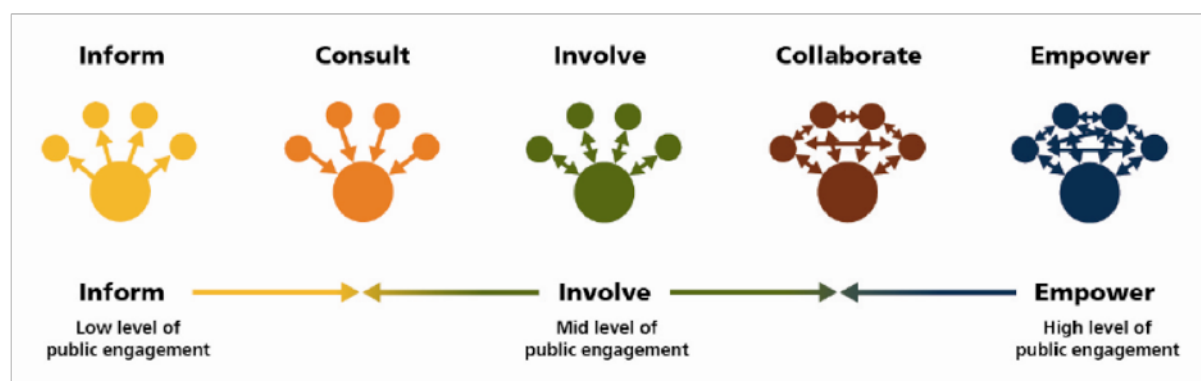 Inform
Consult
Involve
Collaborate
Empower
Inform
Involve
Empower
Low level of
public engagement
Mid level of
public engagement
High level of
public engagement